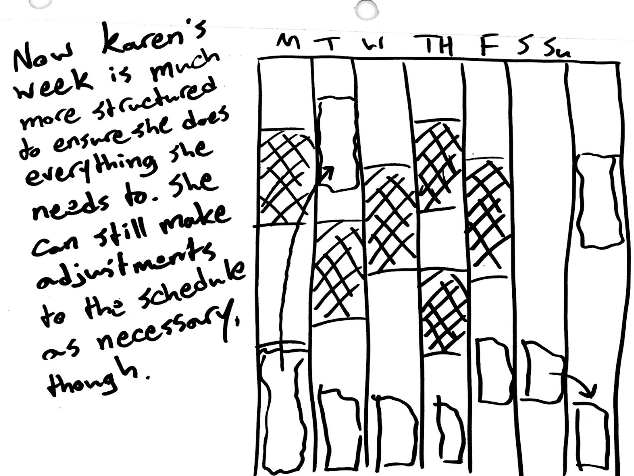 Now Karen's
week is much
more structured
to ensure she does
everything she
needs to. She
can still make
adjustments
to the schedule
as necessary,
though.
M T W TH F S Su